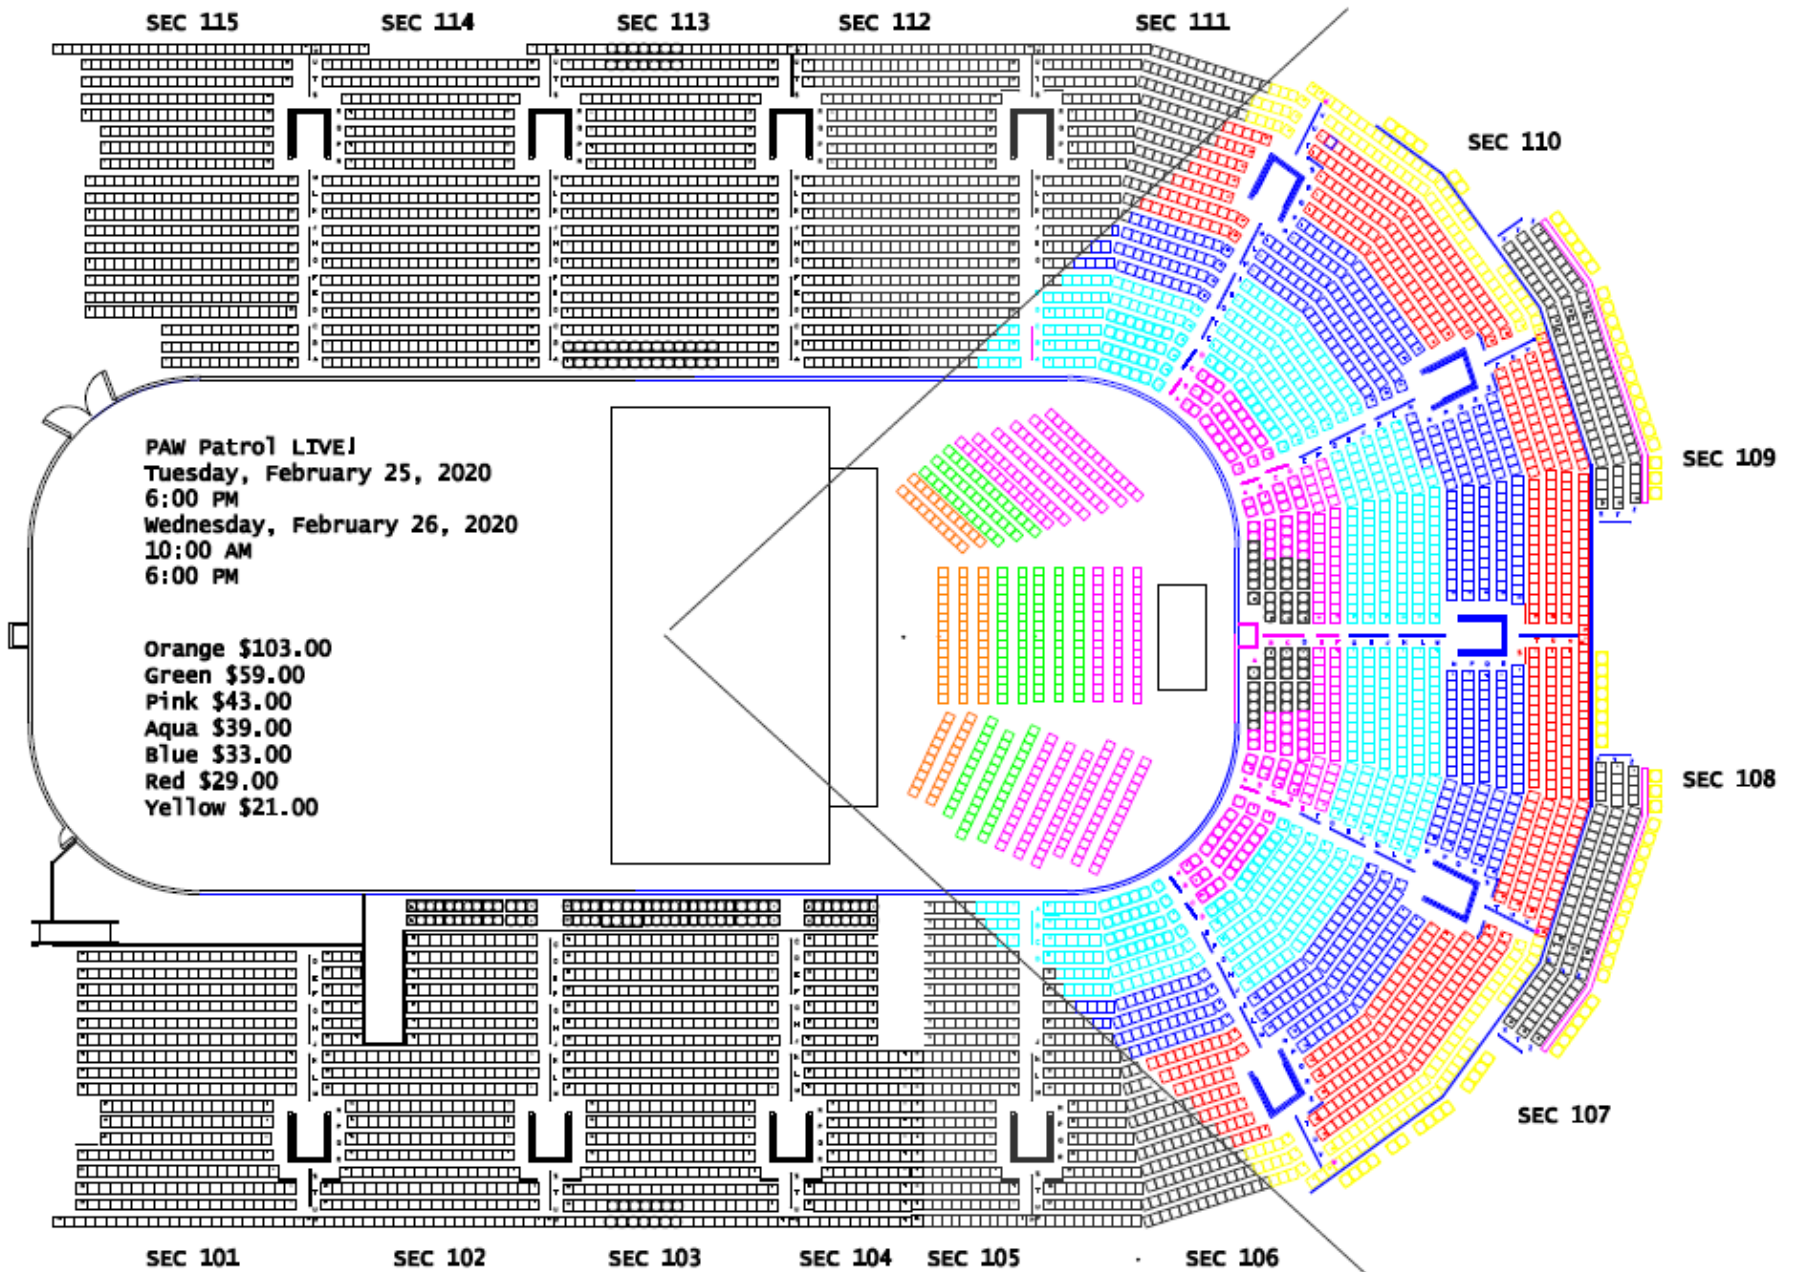 SEC 115 SEC 114 SEC 113 SEC 112 SEC 111
SEC 110
SEC 109
PAW Patrol LIVE!
Tuesday, February 25, 2020
6:00 PM
Wednesday, February 26, 2020
10:00 AM
6:00 PM
Orange $103.00
Green $59.00
Pink $43.00
Aqua $39.00
Blue $33.00
Red $29.00
Yellow $21.00
SEC 108
SEC 107
SEC 101 SEC 102 SEC 103 SEC 104 SEC 105 SEC 106